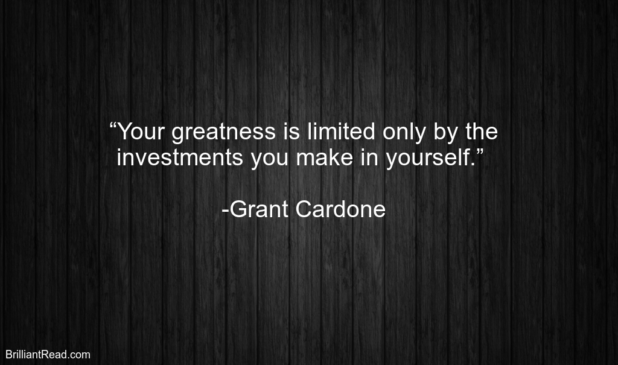 “Your greatness is limited only by the
investments you make in yourself.”
-Grant Cardone
BrilliantRead.com